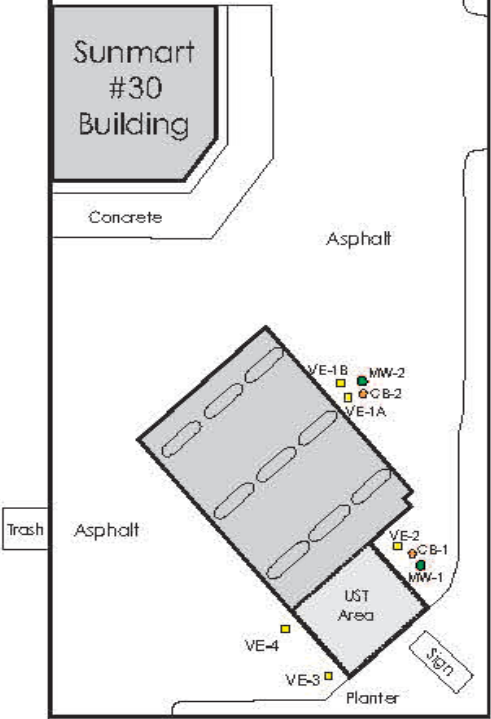 Sunmart
#30
Building
Concrete
Asphalt
VE-1B
MW-2
CB-2
VE-1A
Trash
Asphalt
VE-2
CB-1
MW-1
UST
Area
VE-4
Sign
VE-3
Planter